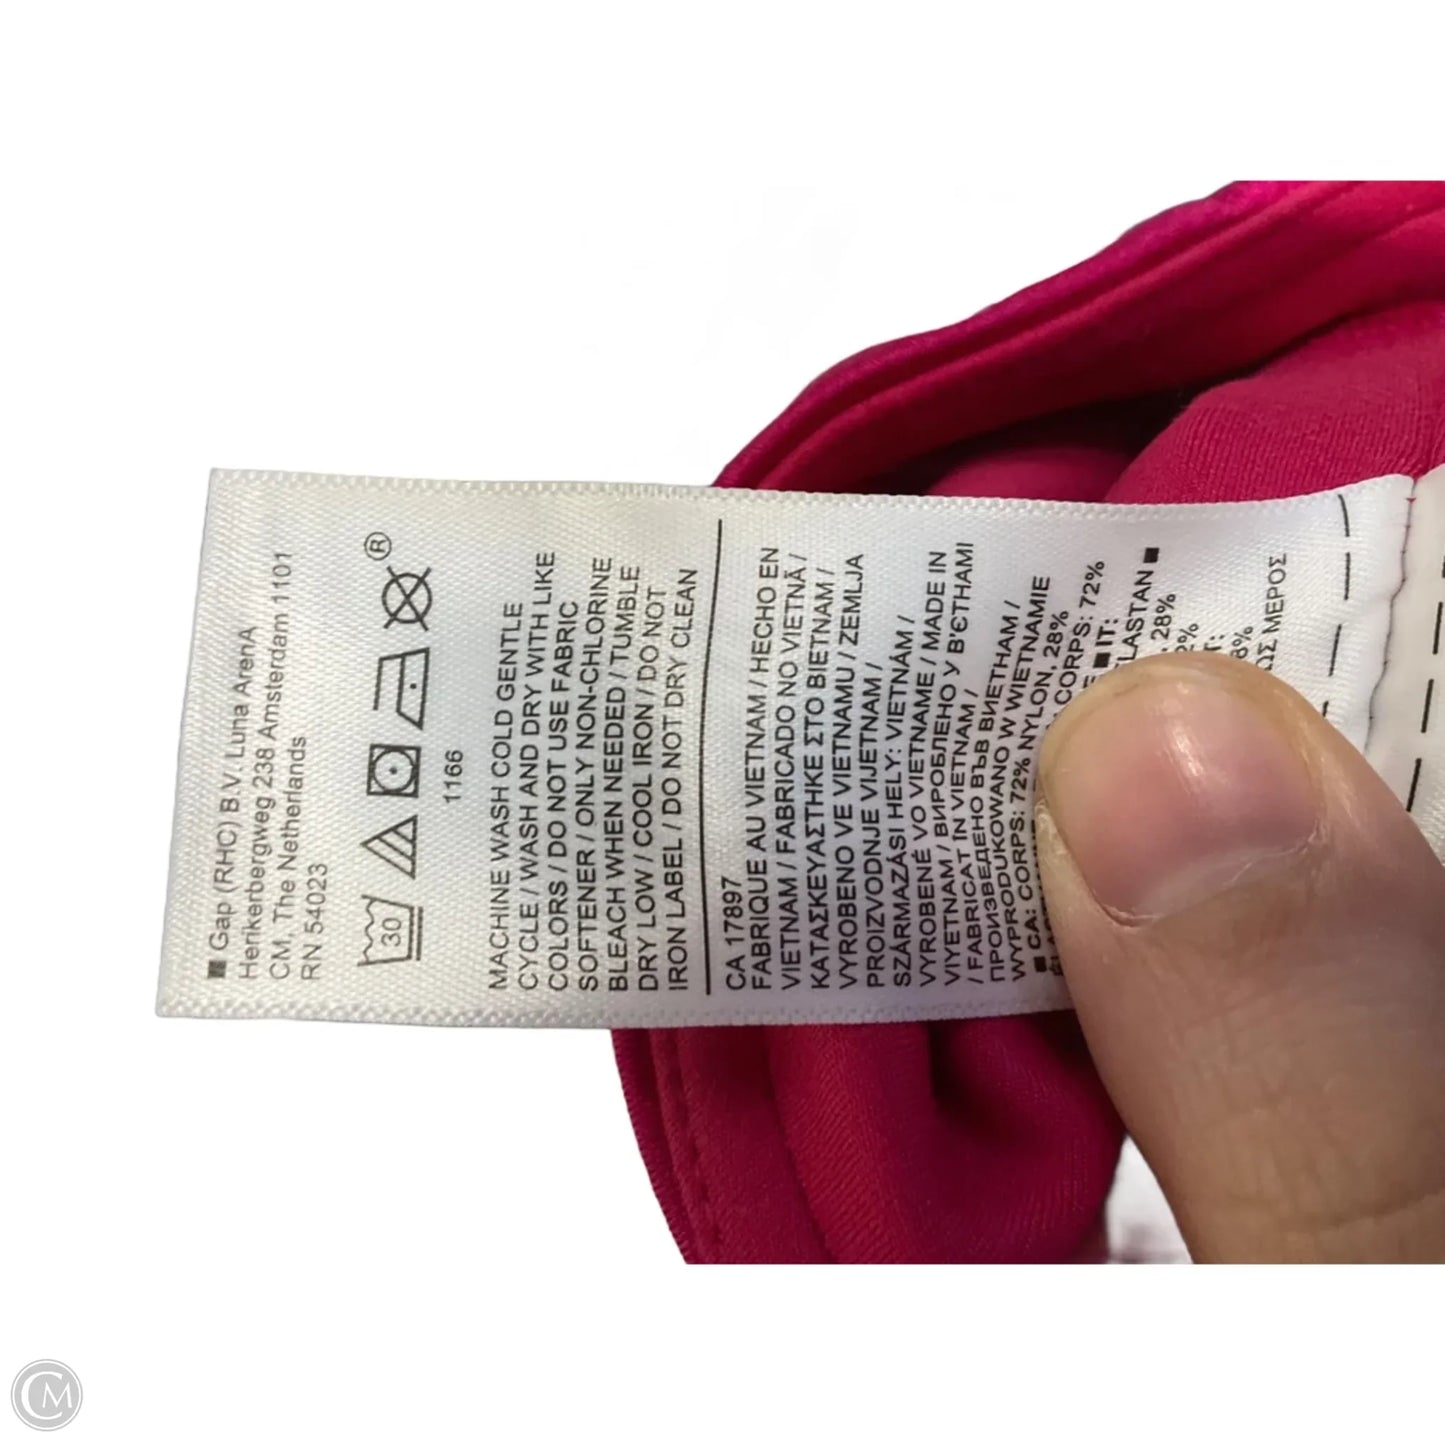 ■ Gap (RHC) B.V. Luna ArenA
Herikerbergweg 238 Amsterdam 1101
CM, The Netherlands
RN 54023
30
R
1166
MACHINE WASH COLD GENTLE
CYCLE / WASH AND DRY WITH LIKE
COLORS / DO NOT USE FABRIC
SOFTENER / ONLY NON-CHLORINE
BLEACH WHEN NEEDED / TUMBLE
DRY LOW / COOL IRON / DO NOT
IRON LABEL / DO NOT DRY CLEAN
CA 17897
FABRIQUÉ AU VIETNAM / HECHO EN
VIETNAM / FABRICADO NO VIETNÃ /
ΚΑΤΑΣΚΕΥΑΣΤΗΚΕ ΣΤΟ ΒΙΕΤΝΑΜ /
VYROBENO VE VIETNAMU / ZEMLJA
PROIZVODNJE VIJETNAM /
SZÁRMAZÁSI HELY: VIETNÁM /
VYROBENÉ VO VIETNAME / MADE IN
VIYETNAM / ВИРОБЛЕНО У В'ЄТНАМІ
/ FABRICAT ÎN VIETNAM /
ПРОИЗВЕДЕНО ВЪВ ВИЕТНАМ /
WYPRODUKOWANO W WIETNAMIE
■ CA: CORPS: 72% NYLON, 28%
CORPS: 72%
■ IT:
ELASTAN ■
28%
ΜΕΡΟΣ
CM